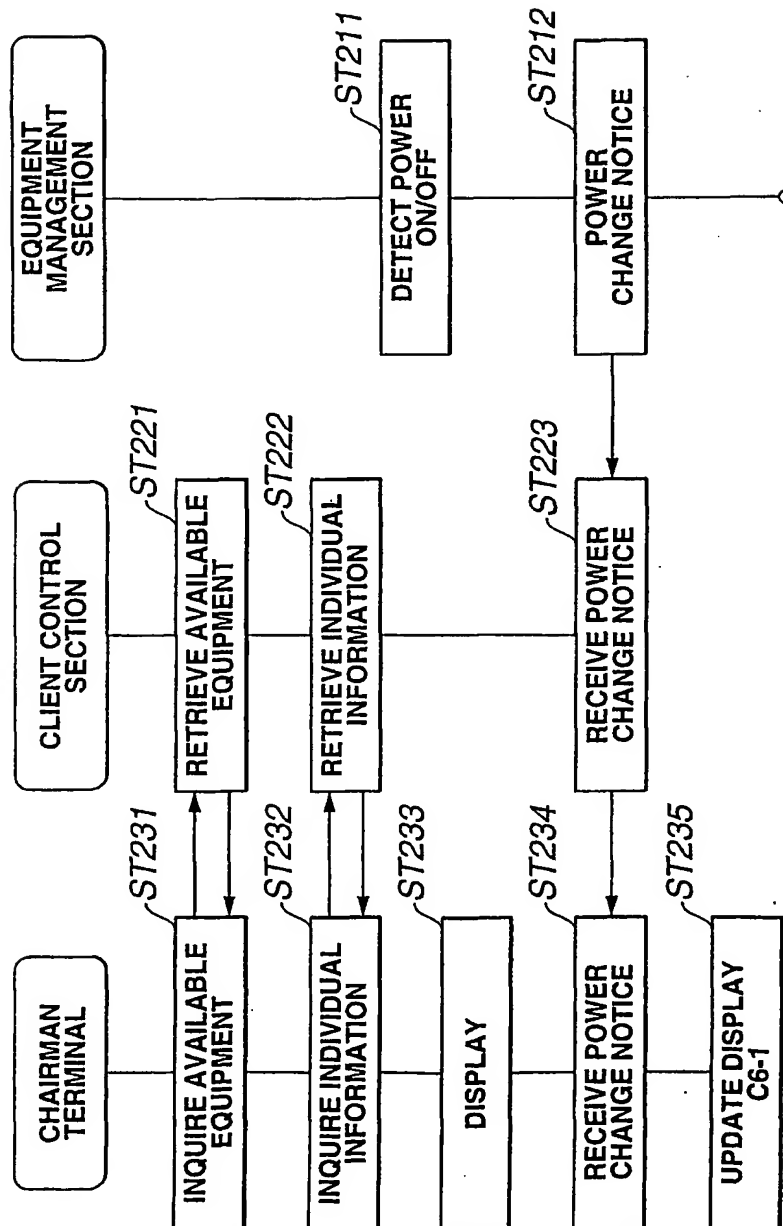 CHAIRMAN
TERMINAL
CLIENT CONTROL
SECTION
EQUIPMENT
MANAGEMENT
SECTION
ST231
INQUIRE AVAILABLE
EQUIPMENT
ST221
RETRIEVE AVAILABLE
EQUIPMENT
ST232
INQUIRE INDIVIDUAL
INFORMATION
ST222
RETRIEVE INDIVIDUAL
INFORMATION
ST211
DETECT POWER
ON/OFF
ST233
DISPLAY
ST234
RECEIVE POWER
CHANGE NOTICE
ST223
RECEIVE POWER
CHANGE NOTICE
ST212
POWER
CHANGE NOTICE
ST235
UPDATE DISPLAY
C6-1